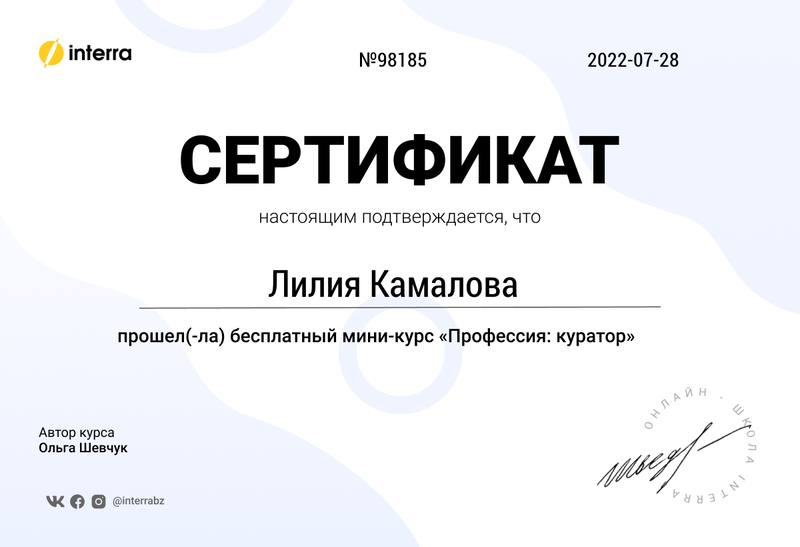 interra
№98185
2022-07-28
СЕРТИФИКАТ
настоящим подтверждается, что
Лилия Камалова
прошел(-ла) бесплатный мини-курс «Профессия: куратор»
Автор курса
Ольга Шевчук
@interrabz
ОНЛАЙН · ШКОЛА INTERRA